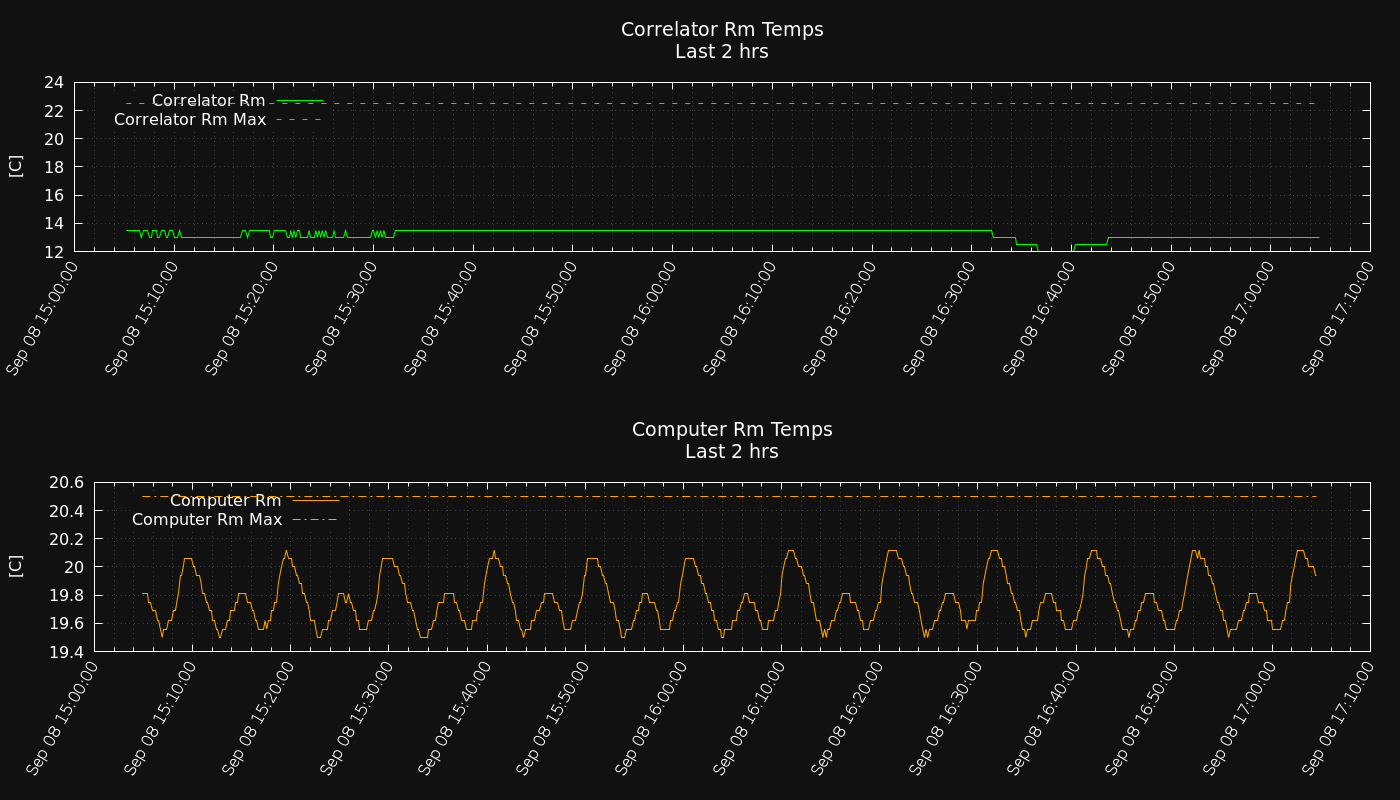 Correlator Rm Temps
Last 2 hrs
24
22
20
18
16
14
12
[C]
Correlator Rm
Correlator Rm Max
Sep 08 15:00:00
Sep 08 15:10:00
Sep 08 15:20:00
Sep 08 15:30:00
Sep 08 15:40:00
Sep 08 15:50:00
Sep 08 16:00:00
Sep 08 16:10:00
Sep 08 16:20:00
Sep 08 16:30:00
Sep 08 16:40:00
Sep 08 16:50:00
Sep 08 17:00:00
Sep 08 17:10:00
Computer Rm Temps
Last 2 hrs
20.6
20.4
20.2
20
19.8
19.6
19.4
[C]
Computer Rm
Computer Rm Max
Sep 08 15:00:00
Sep 08 15:10:00
Sep 08 15:20:00
Sep 08 15:30:00
Sep 08 15:40:00
Sep 08 15:50:00
Sep 08 16:00:00
Sep 08 16:10:00
Sep 08 16:20:00
Sep 08 16:30:00
Sep 08 16:40:00
Sep 08 16:50:00
Sep 08 17:00:00
Sep 08 17:10:00